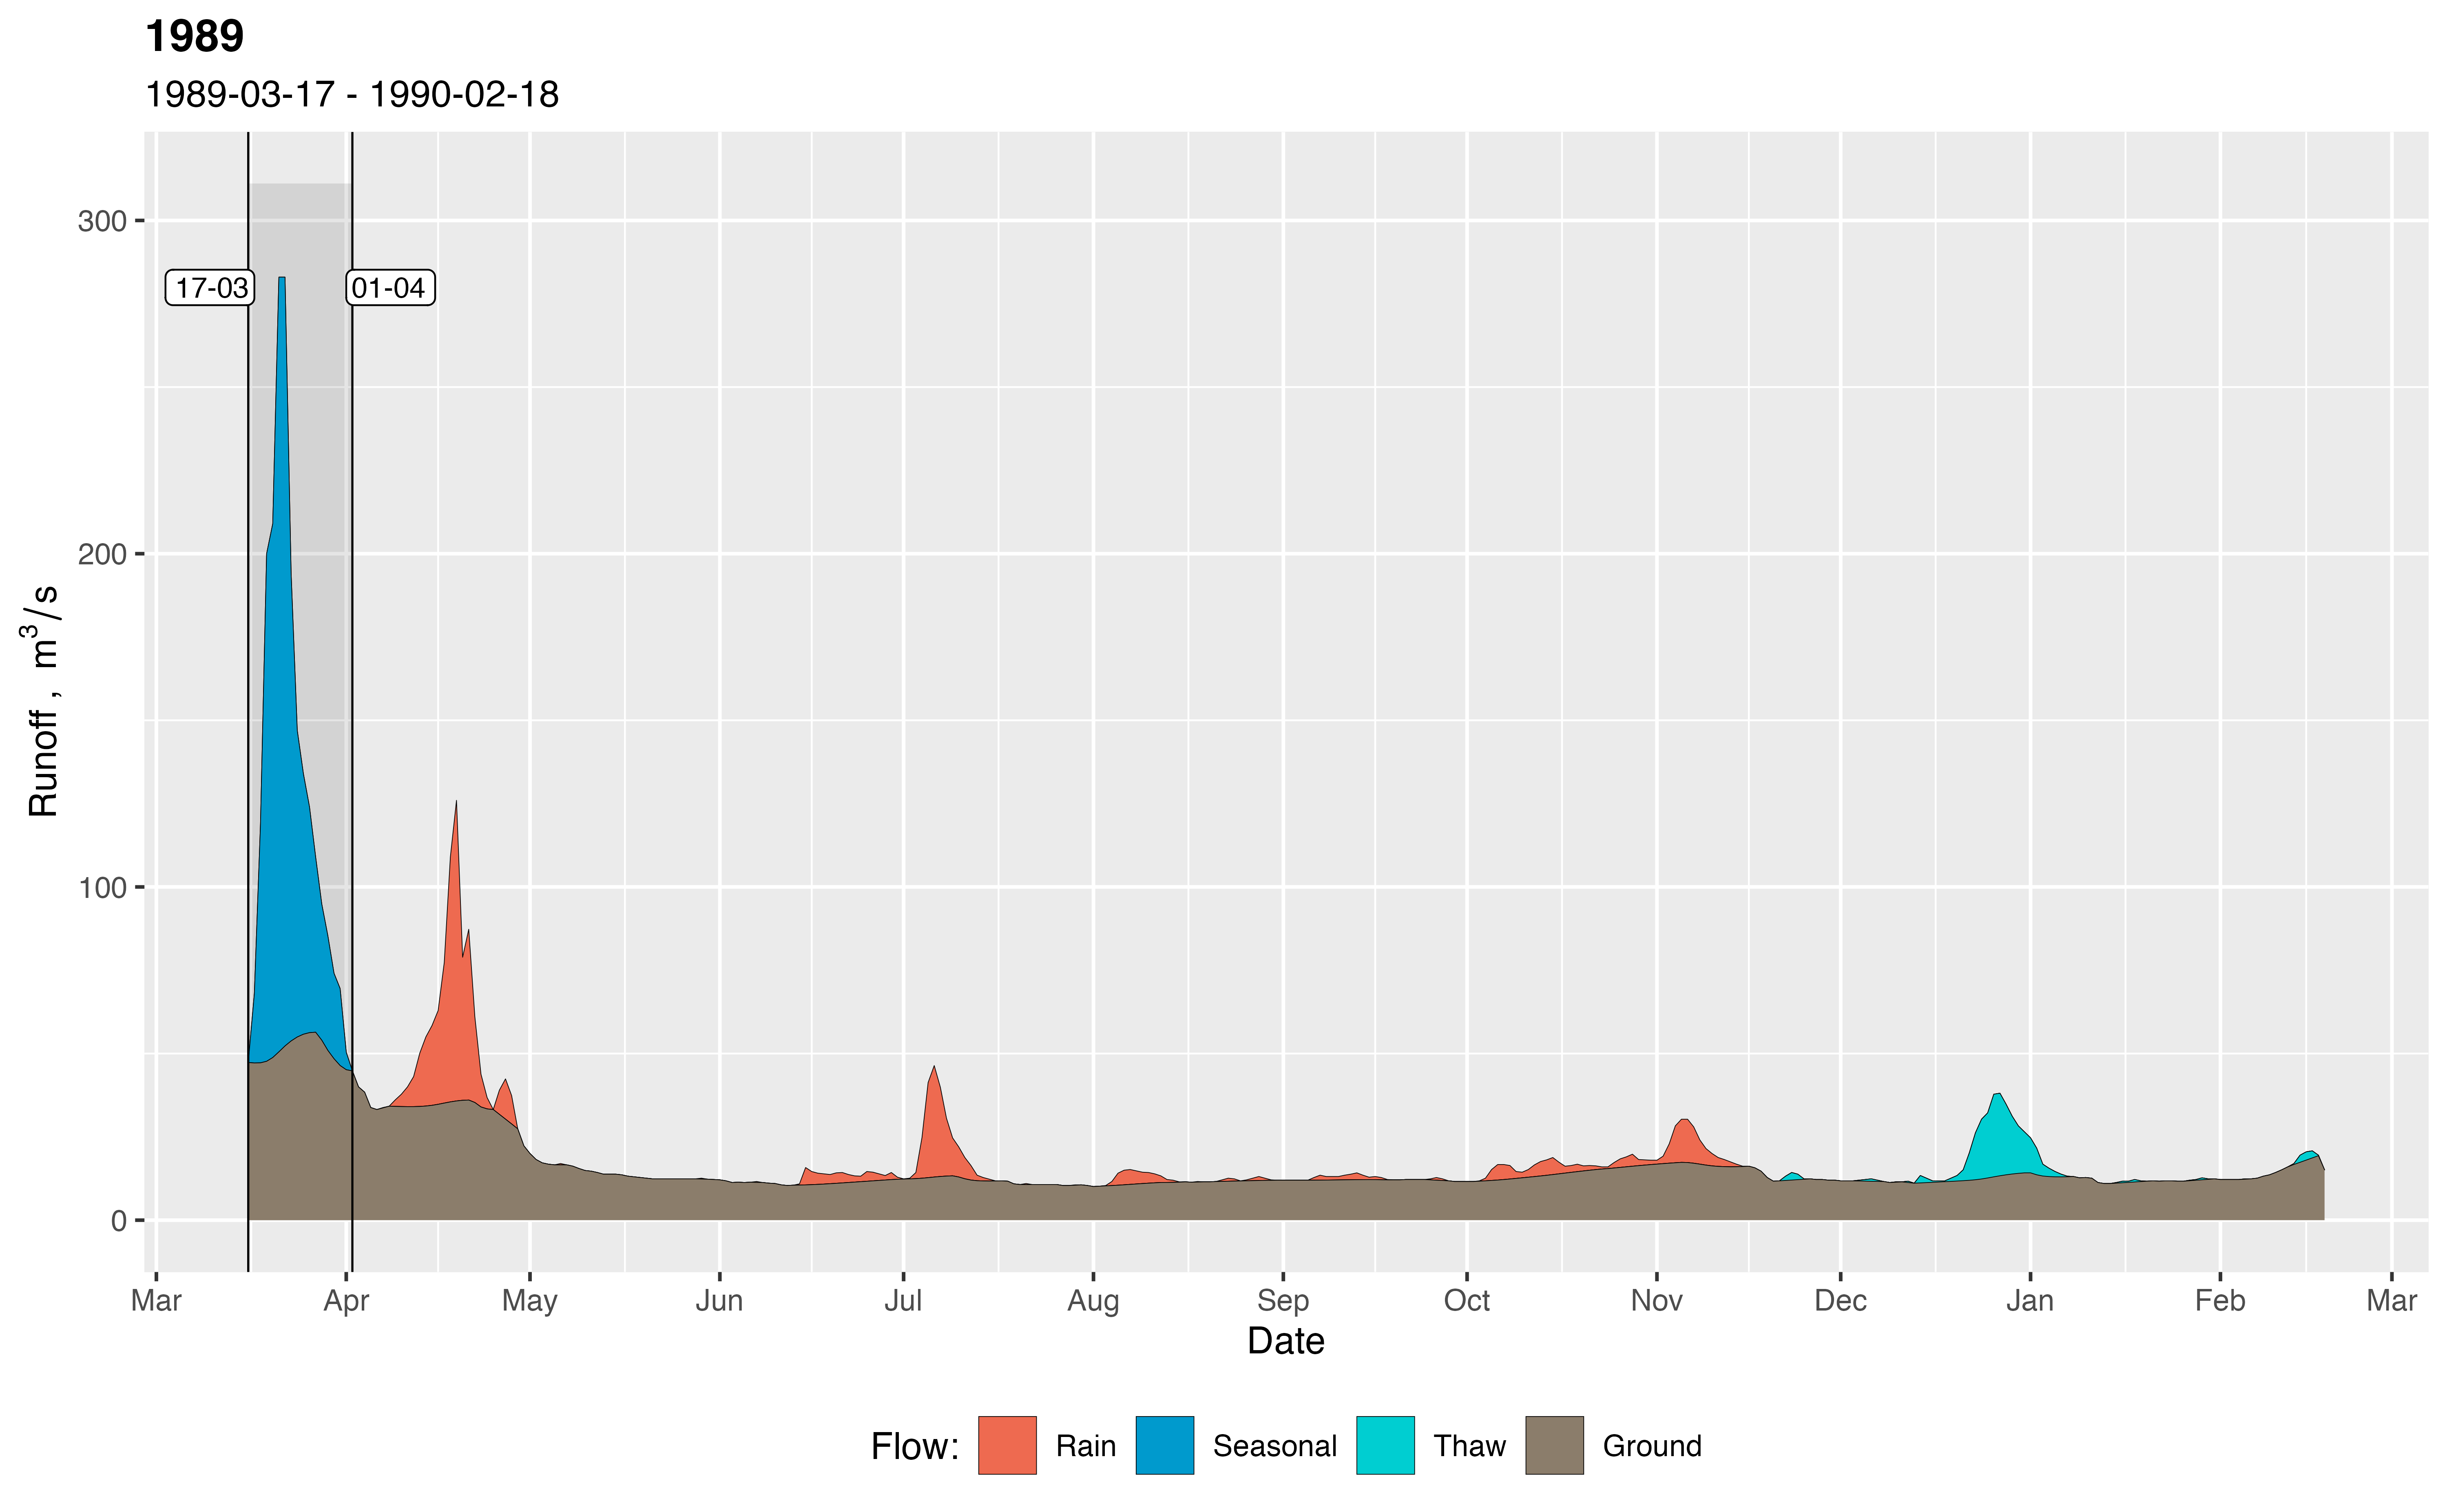 1989
1989-03-17 - 1990-02-18
300
200
100
0
17-03
01-04
Runoff , m³/s
Mar Apr May Jun Jul Aug Sep Oct Nov Dec Jan Feb Mar
Date
Flow: Rain Seasonal Thaw Ground